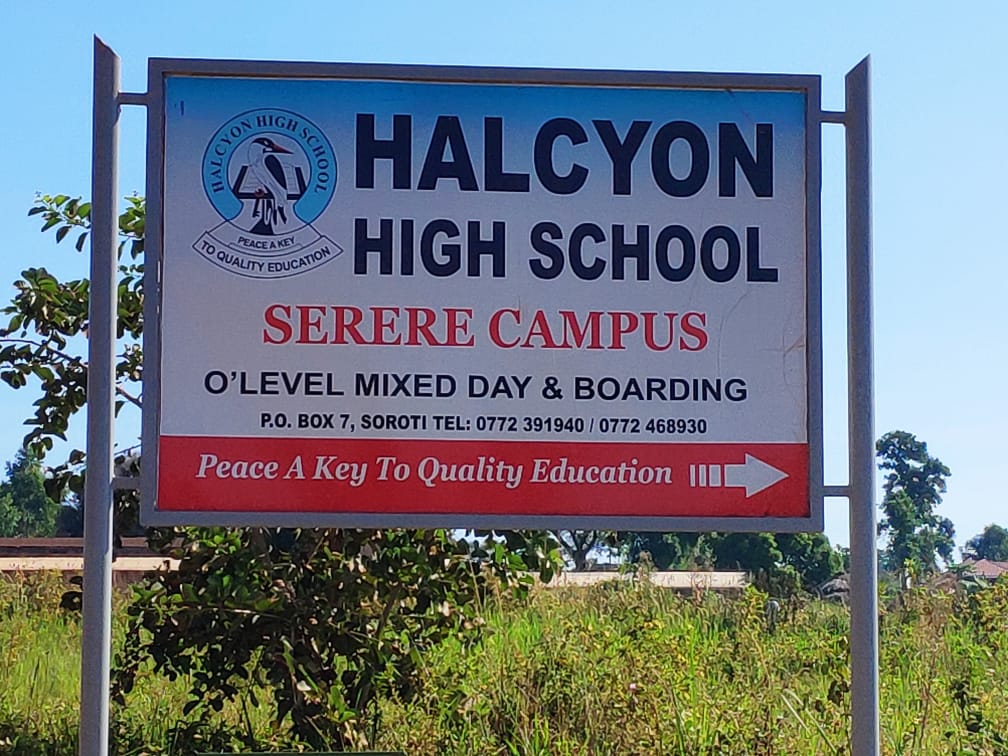 HALCYON HIGH SCHOOL
PEACE A KEY
TO QUALITY EDUCATION
HALCYON
HIGH SCHOOL
SERERE CAMPUS
O'LEVEL MIXED DAY & BOARDING
P.O. BOX 7, SOROTI TEL: 0772 391940 / 0772 468930
Peace A Key To Quality Education